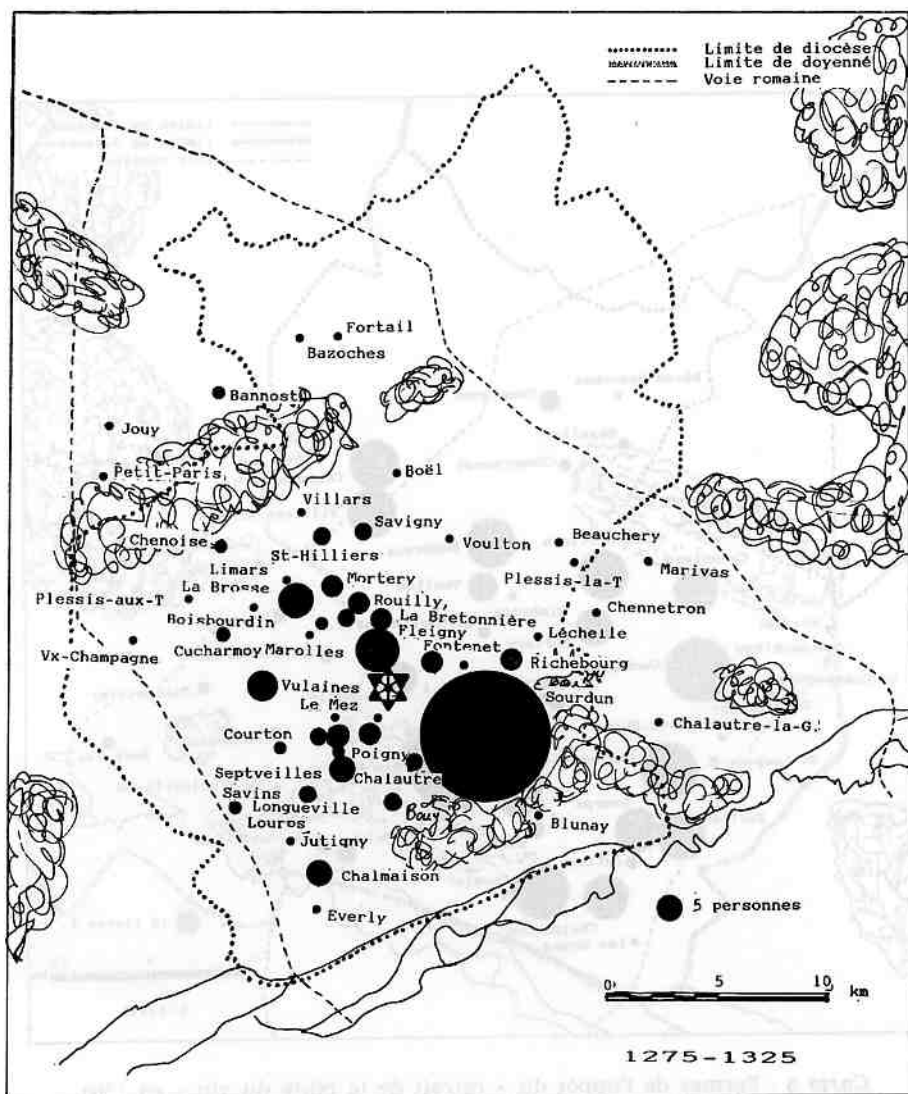 Limite de diocèse
Limite de doyenné
Voie romaine
Fortail
Bazoches
Bannost
Jouy
Petit-Paris
Boël
Villars
Savigny
Chenoise
Voulton
Beauchery
St-Hilliers
Limars
Mortery
Plessis-la-T
Marivas
La Brosse
Plessis-aux-T
Rouilly
La Bretonnière
Chennetron
Boisbourdin
Fleigny
Lécheile
Vx-Champagne
Cucharmoy
Marolles
Fontenet
Richebourg
Vulaines
Sourdun
Le Mez
Chalautre-la-G.
Courton
Poigny
Septveilles
Chalautre
Savins
Longueville
Bouy
Blunay
Louros
Jutigny
Chalmaison
5 personnes
Everly
0 5 10 km
1275-1325